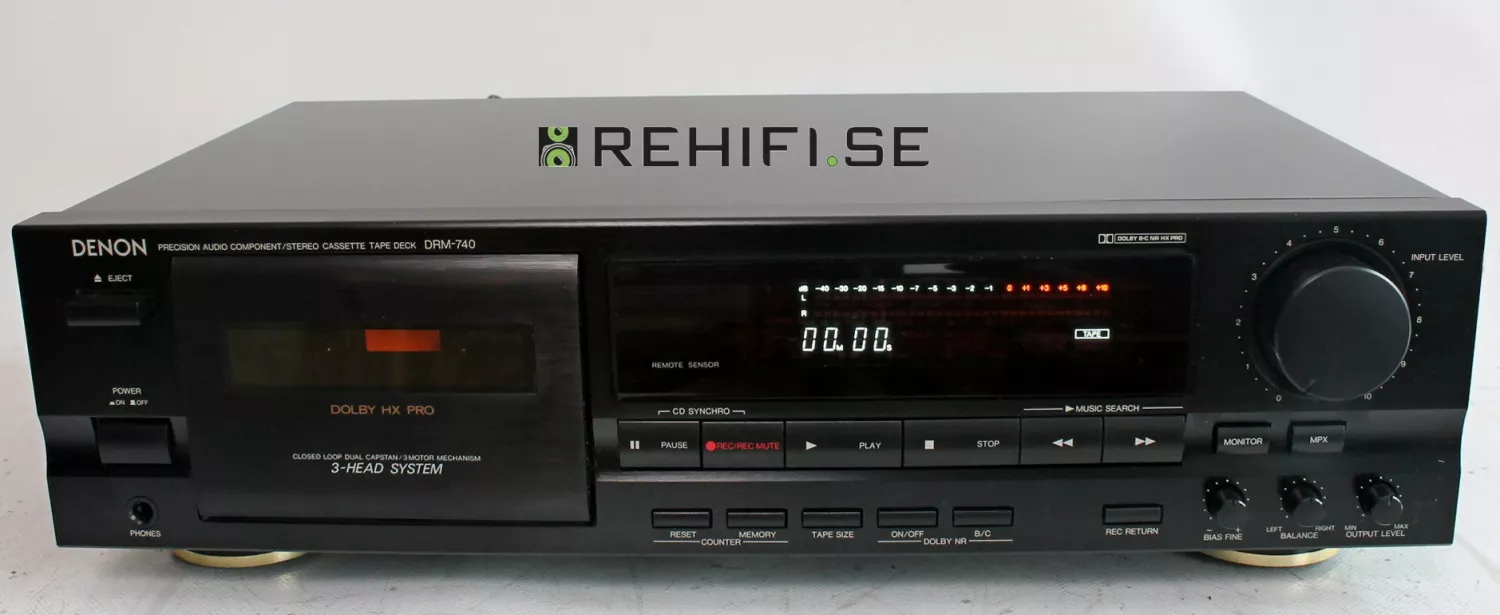 REHIFI.SE
DENON PRECISION AUDIO COMPONENT/STEREO CASSETTE TAPE DECK DRM-740
DOLBY B-C NR HX PRO
EJECT
INPUT LEVEL
0 1 2 3 4 5 6 7 8 9 10
dB -40 -30 -20 -15 -10 -7 -5 -3 -2 -1 0 +1 +3 +5 +8 +10
L
R
00M 00S
TAPE
REMOTE SENSOR
POWER
ON OFF
DOLBY HX PRO
CLOSED LOOP DUAL CAPSTAN/3 MOTOR MECHANISM
3-HEAD SYSTEM
CD SYNCHRO
MUSIC SEARCH
PAUSE
REC/REC MUTE
PLAY
STOP
MONITOR
MPX
PHONES
RESET
MEMORY
COUNTER
TAPE SIZE
ON/OFF
B/C
DOLBY NR
REC RETURN
- +
BIAS FINE
LEFT RIGHT
BALANCE
MIN MAX
OUTPUT LEVEL